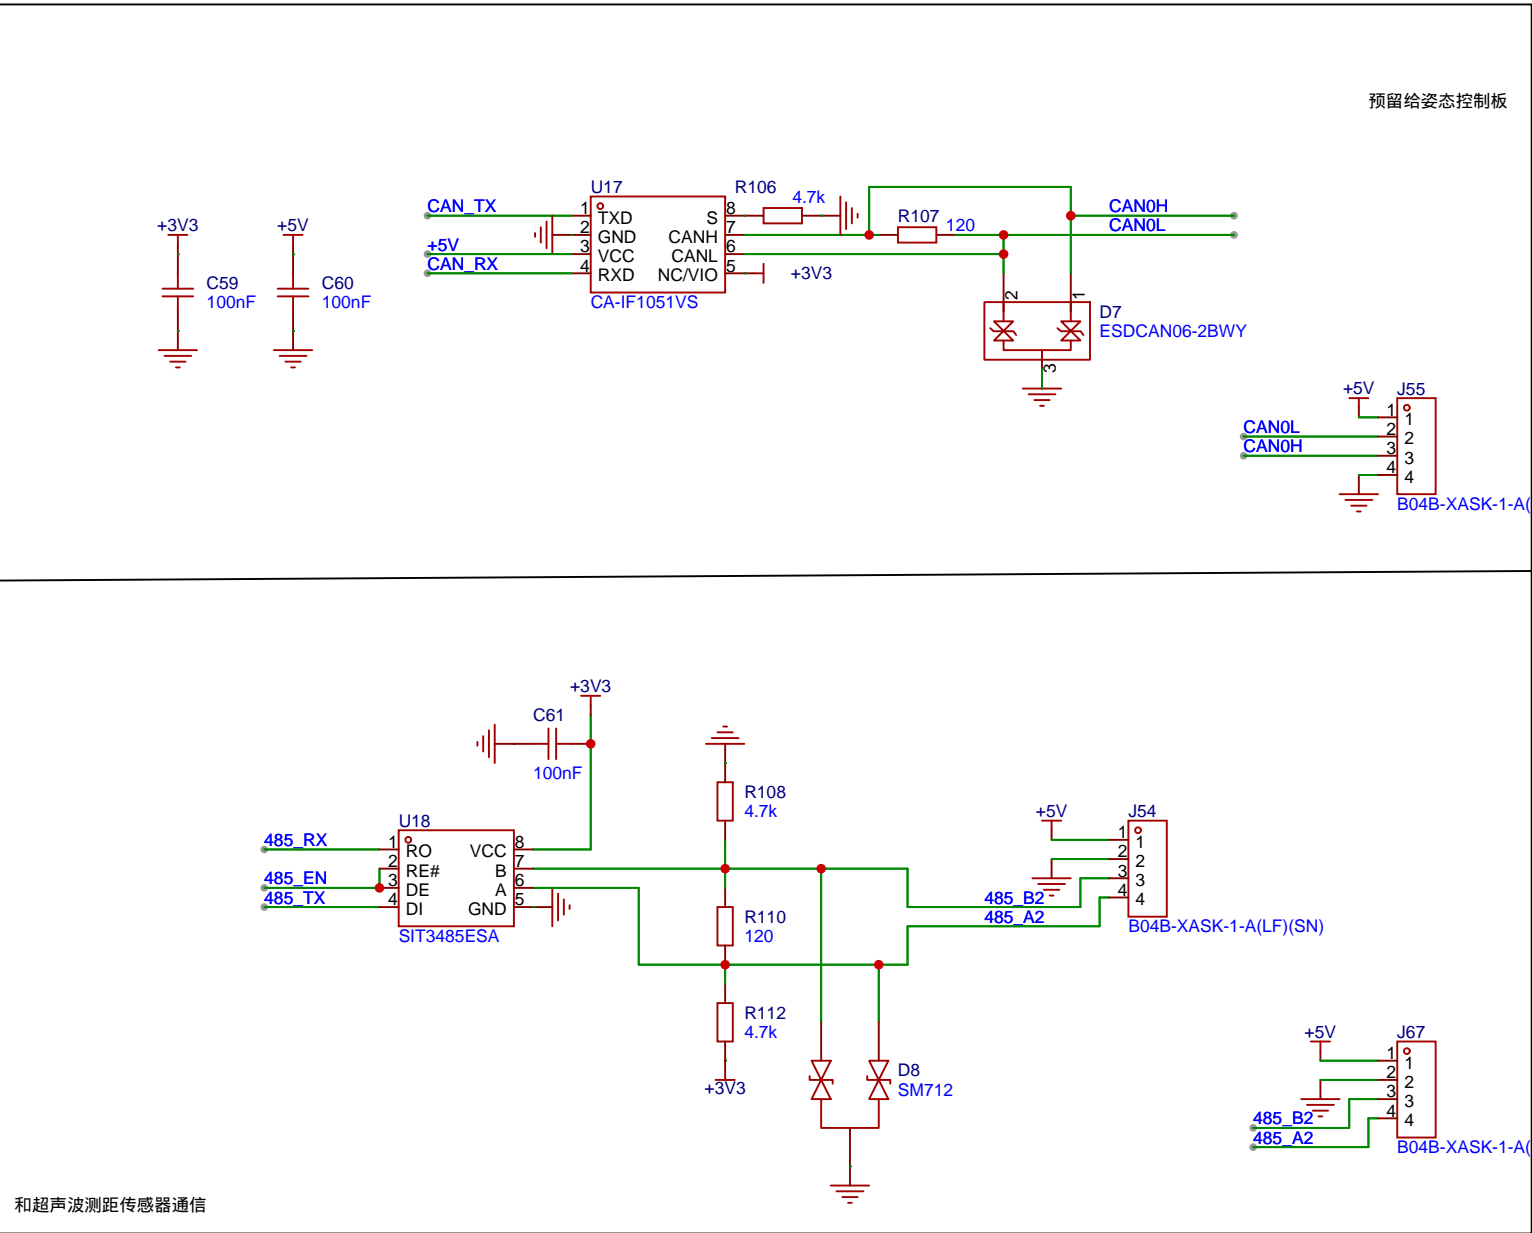 预留给姿态控制板
+3V3
C59
100nF
+5V
C60
100nF
CAN_TX
+5V
CAN_RX
U17
1 TXD
2 GND
3 VCC
4 RXD
S 8
CANH 7
CANL 6
NC/VIO 5
CA-IF1051VS
R106
4.7k
+3V3
R107
120
CAN0H
CAN0L
2
1
3
D7
ESDCAN06-2BWY
+5V
CAN0L
CAN0H
J55
1 1
2 2
3 3
4 4
B04B-XASK-1-A(
+3V3
C61
100nF
485_RX
485_EN
485_TX
U18
1 RO
2 RE#
3 DE
4 DI
VCC 8
B 7
A 6
GND 5
SIT3485ESA
R108
4.7k
R110
120
R112
4.7k
+3V3
D8
SM712
485_B2
485_A2
+5V
J54
1 1
2 2
3 3
4 4
B04B-XASK-1-A(LF)(SN)
+5V
485_B2
485_A2
J67
1 1
2 2
3 3
4 4
B04B-XASK-1-A(
和超声波测距传感器通信